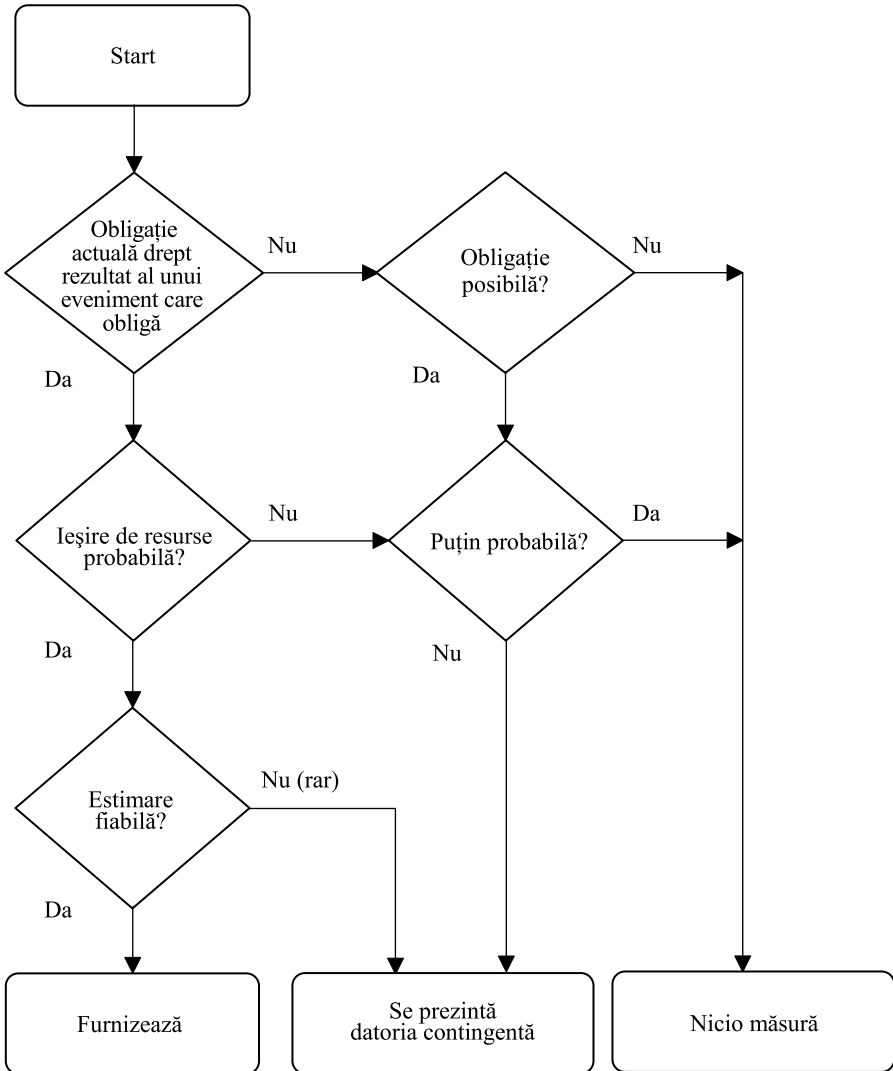 Start
Obligație
actuală drept
rezultat al unui
eveniment care
obligă
Nu
Obligație
posibilă?
Nu
Da
Da
Ieşire de resurse
probabilă?
Nu
Puțin probabilă?
Da
Da
Nu
Estimare
fiabilă?
Nu (rar)
Da
Furnizează
Se prezintă
datoria contingentă
Nicio măsură